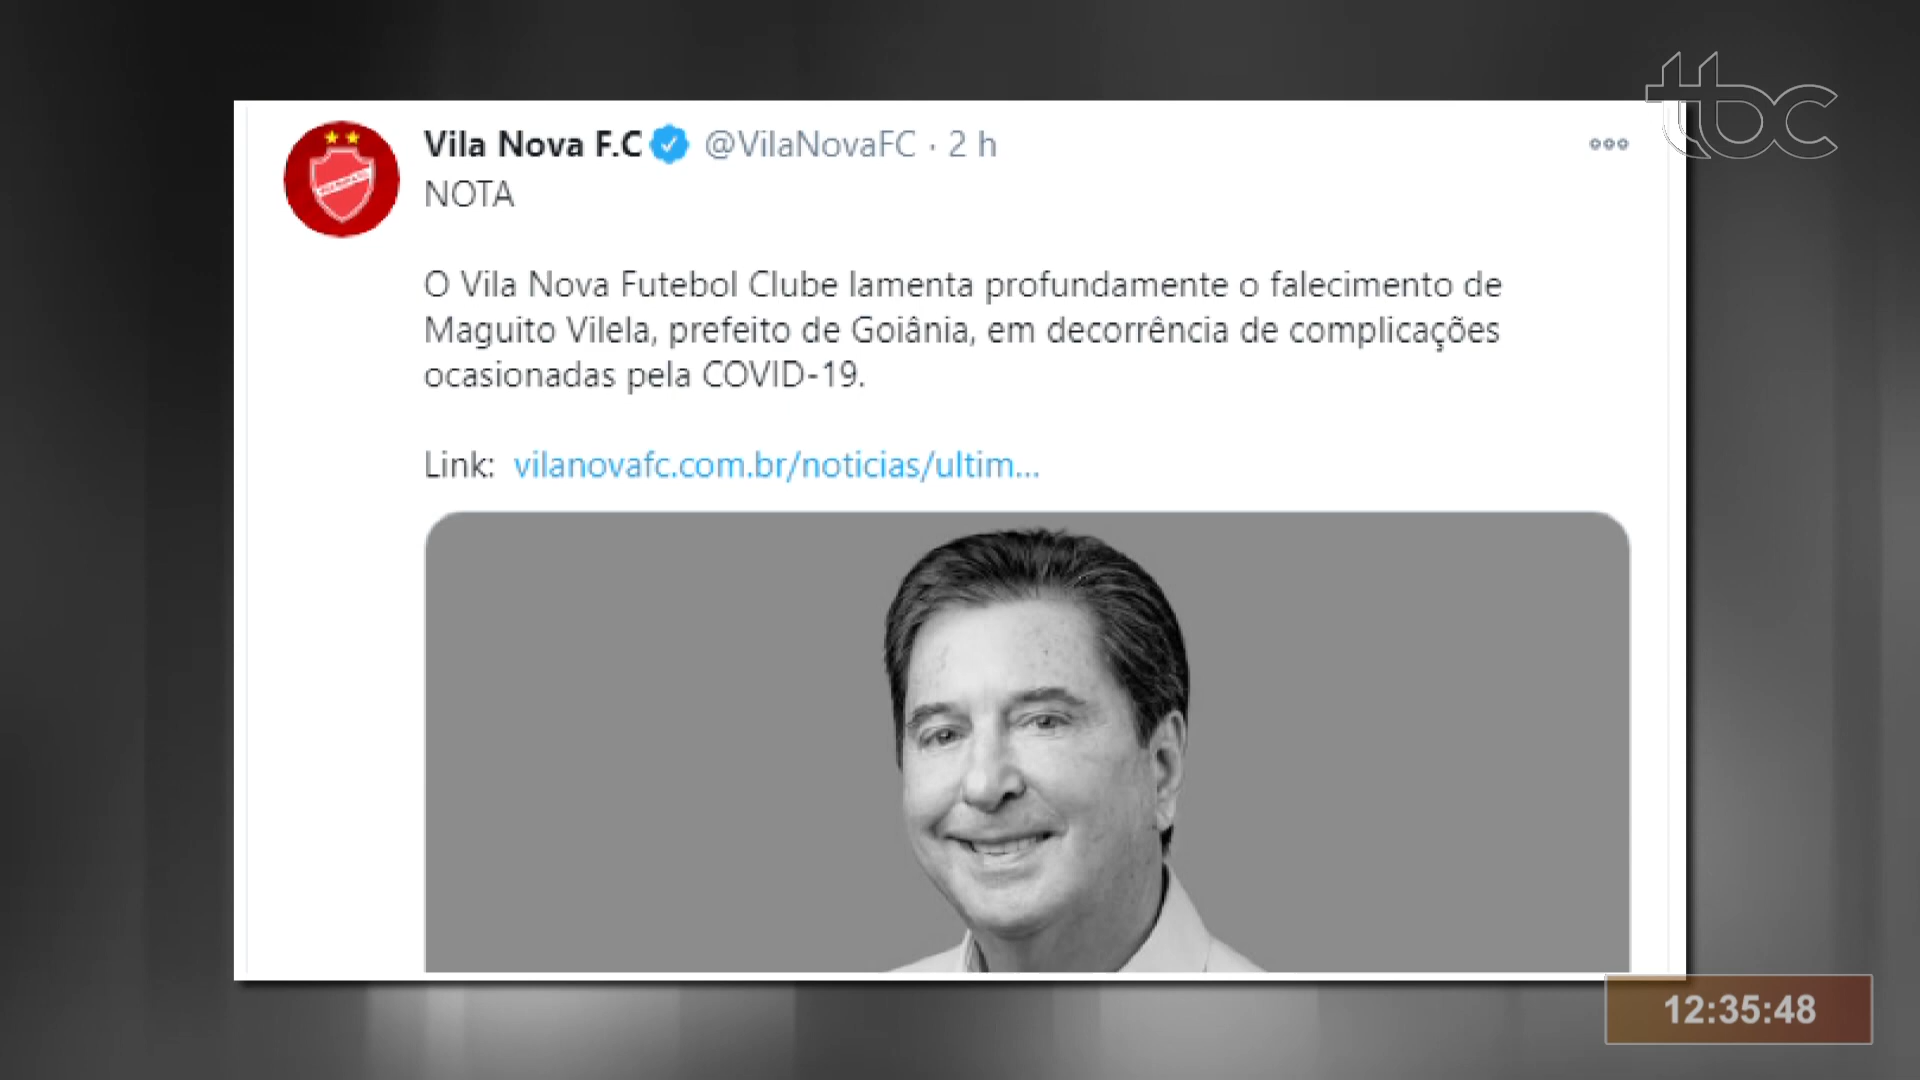 tbc
Vila Nova F.C @VilaNovaFC · 2 h
NOTA
O Vila Nova Futebol Clube lamenta profundamente o falecimento de
Maguito Vilela, prefeito de Goiânia, em decorrência de complicações
ocasionadas pela COVID-19.
Link: vilanovafc.com.br/noticias/ultim...
12:35:48